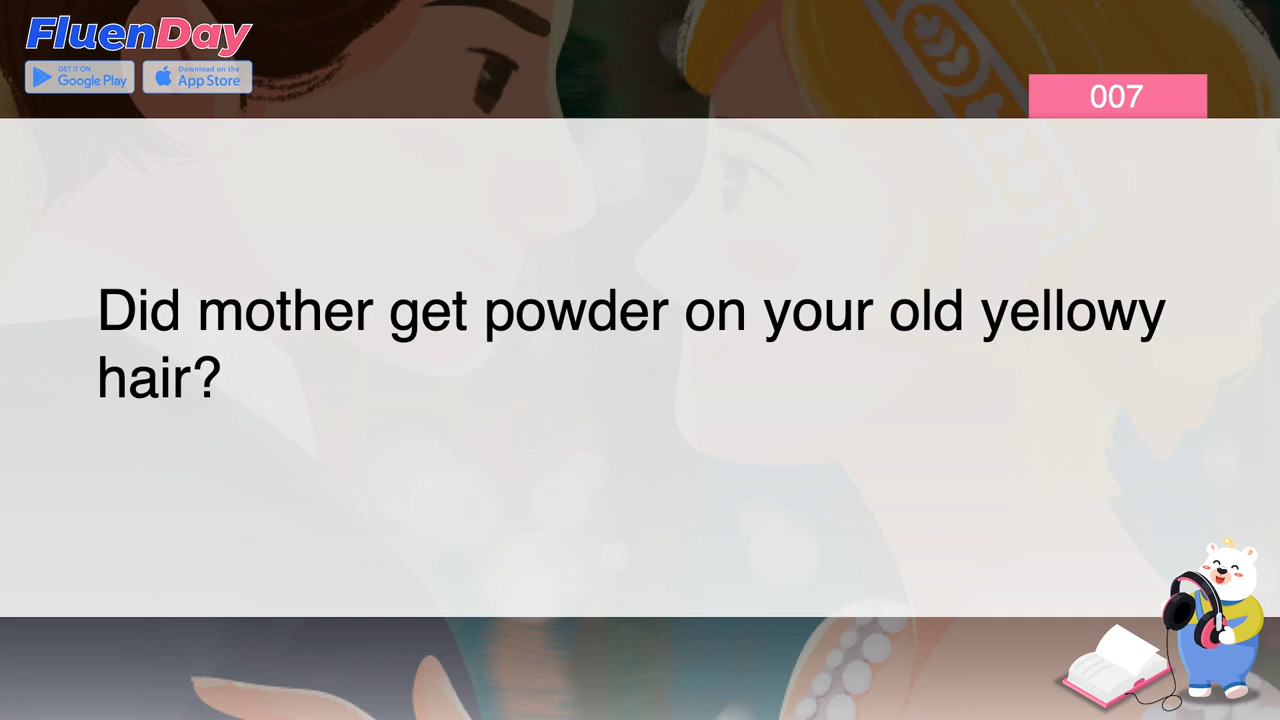 FluenDay
GET IT ON
Google Play
Download on the
App Store
007
Did mother get powder on your old yellowy
hair?